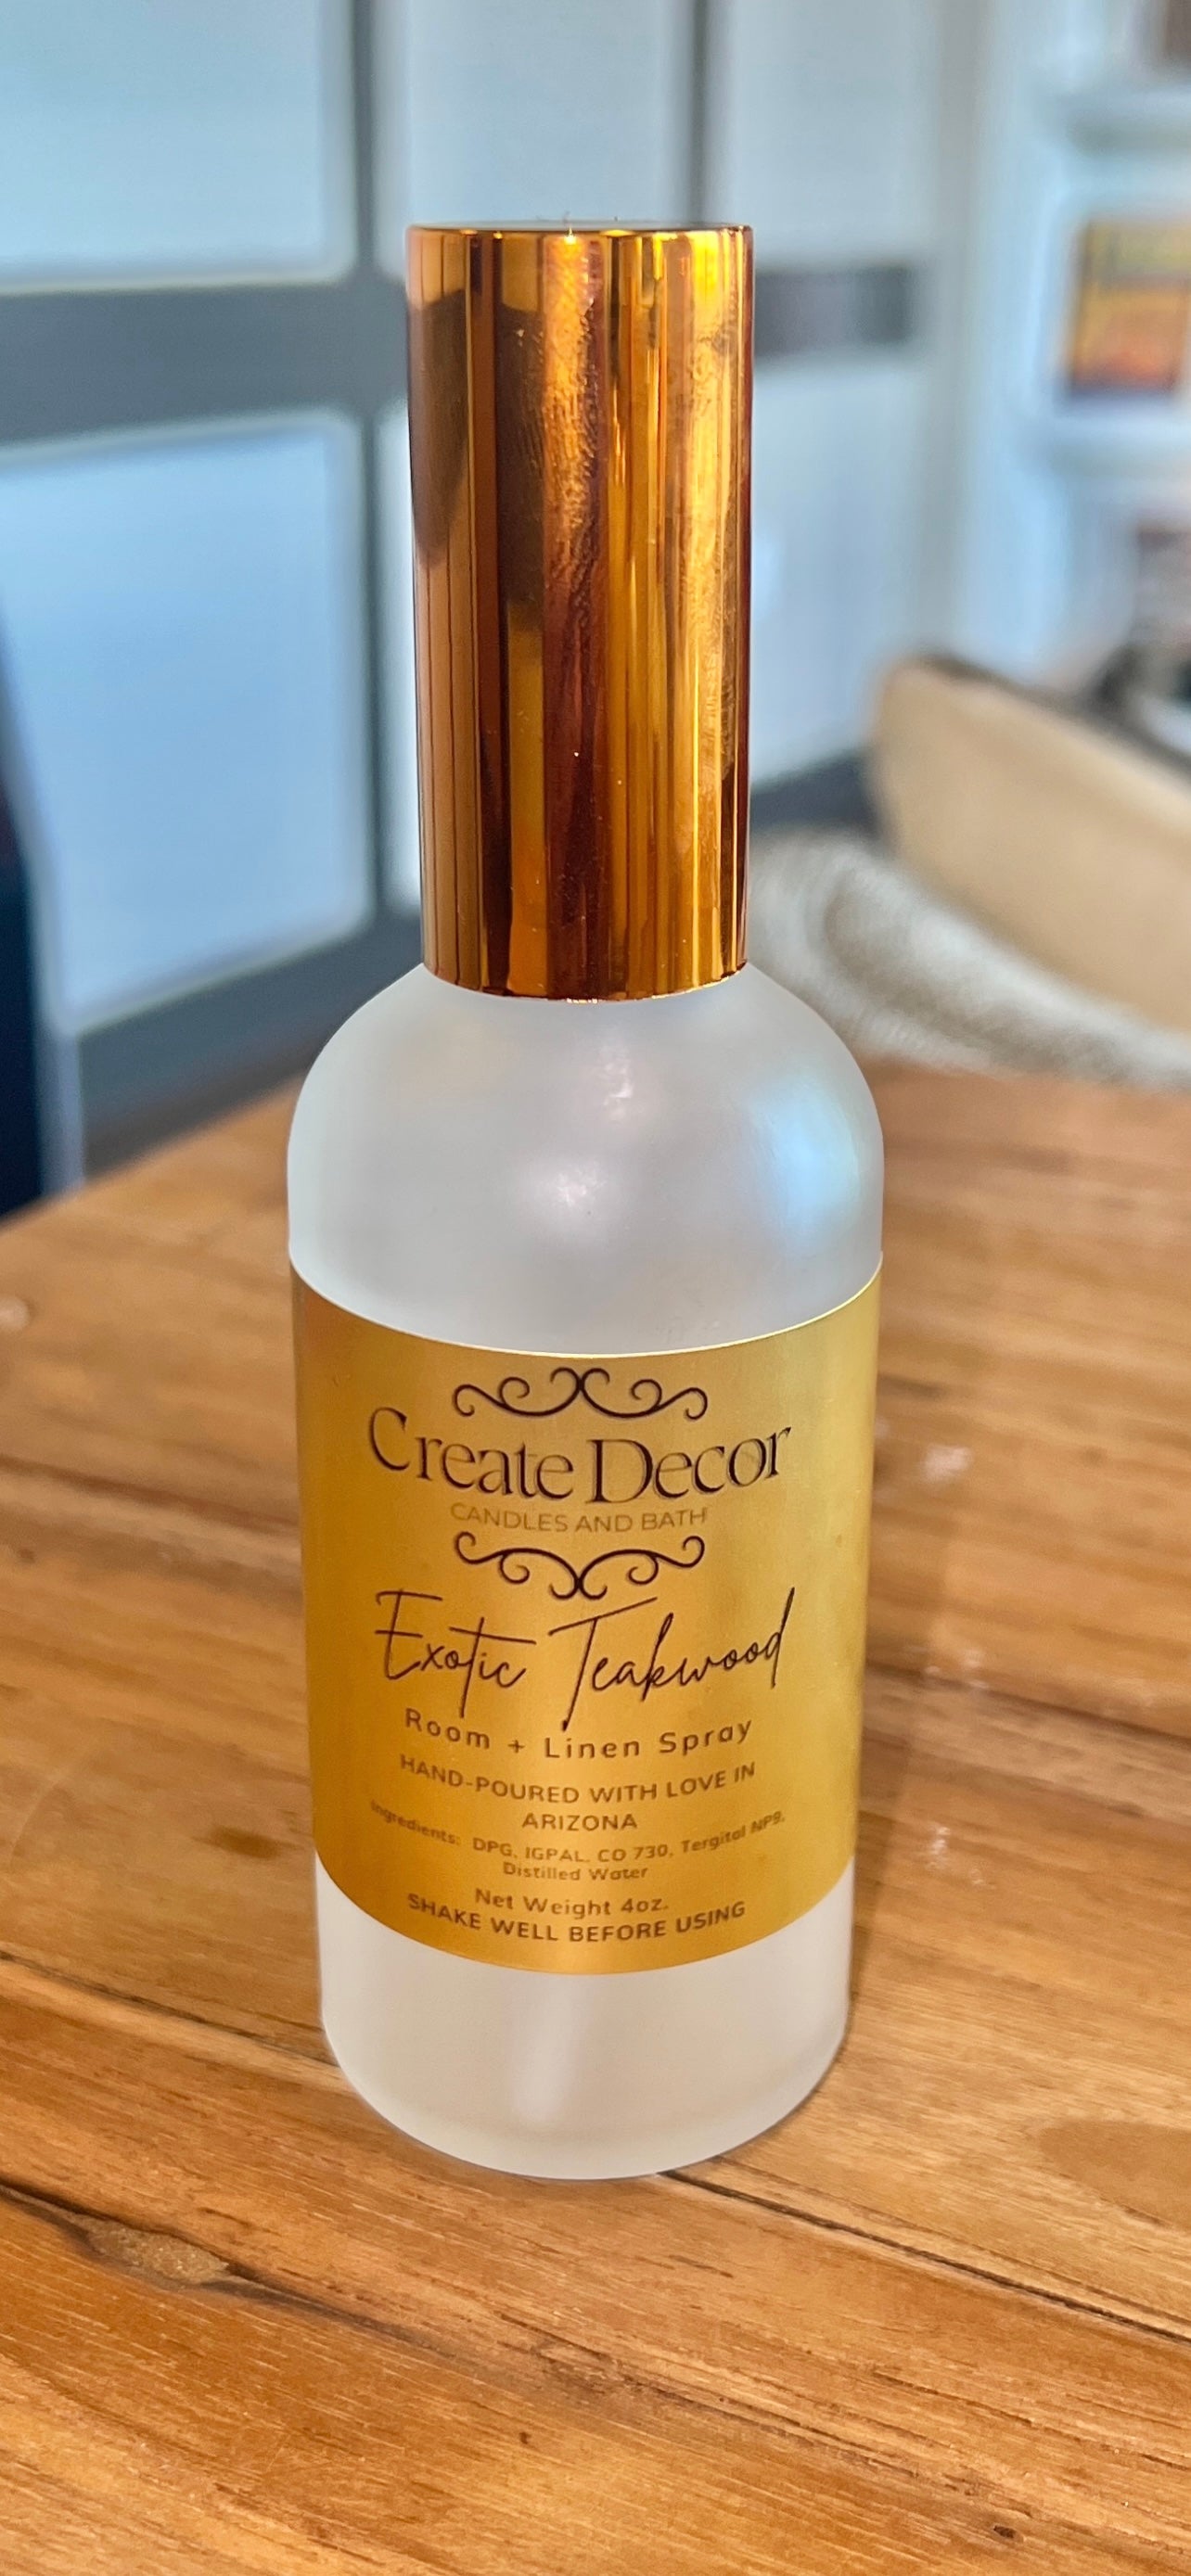 Create Decor
CANDLES AND BATH
Exotic Teakwood
Room + Linen Spray
HAND-POURED WITH LOVE IN
ARIZONA
Ingredients: DPG, IGPAL, CO 730, Tergitol NP9,
Distilled Water
Net Weight 4oz.
SHAKE WELL BEFORE USING